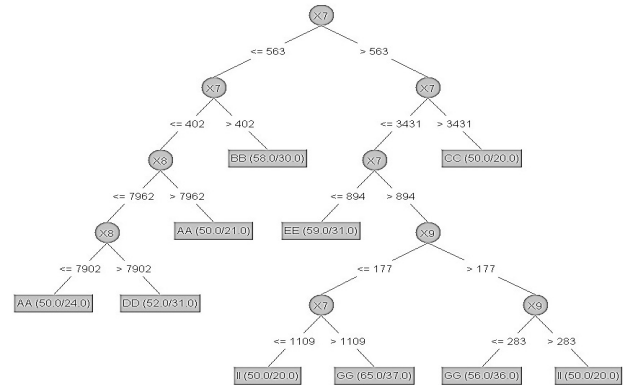 X7
<= 563 > 563
X7 X7
<= 402 > 402 <= 3431 > 3431
X8 BB (58.0/30.0) X7 CC (50.0/20.0)
<= 7962 > 7962 <= 894 > 894
X8 AA (50.0/21.0) EE (59.0/31.0) X9
<= 7902 > 7902 <= 177 > 177
AA (50.0/24.0) DD (52.0/31.0) X7 X9
<= 1109 > 1109 <= 283 > 283
II (50.0/20.0) GG (65.0/37.0) GG (56.0/36.0) II (50.0/20.0)